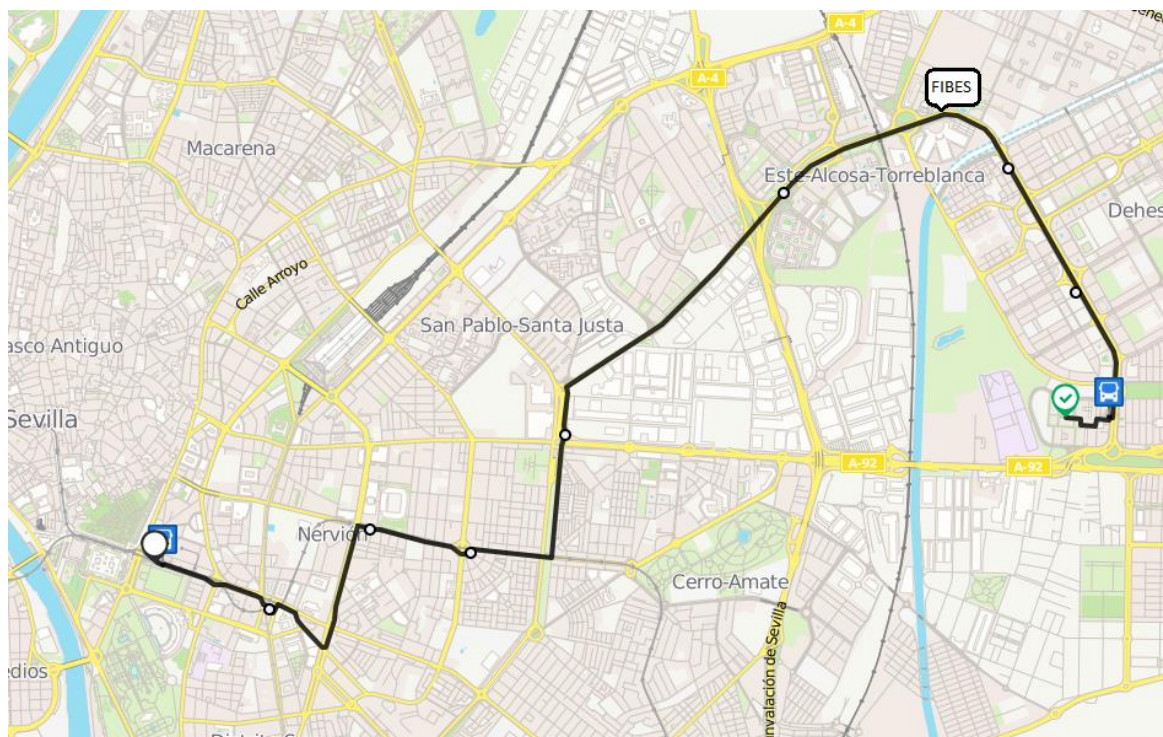 A-4
A-4
FIBES
Macarena
Este-Alcosa-Torreblanca
Dehes
Calle Arroyo
San Pablo-Santa Justa
asco Antiguo
Sevilla
A-92
A-92
Nervión
Cerro-Amate
nvalación de Sevilla
edios